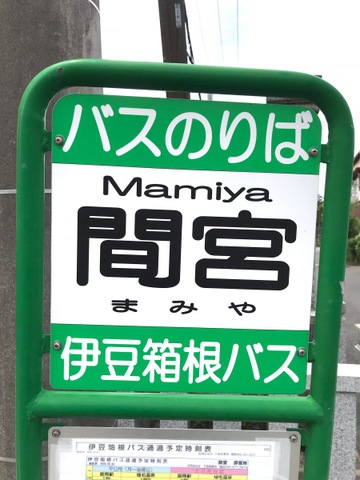 バスのりば
Mamiya
間宮
まみや
伊豆箱根バス
伊豆箱根バス通過予定時刻表